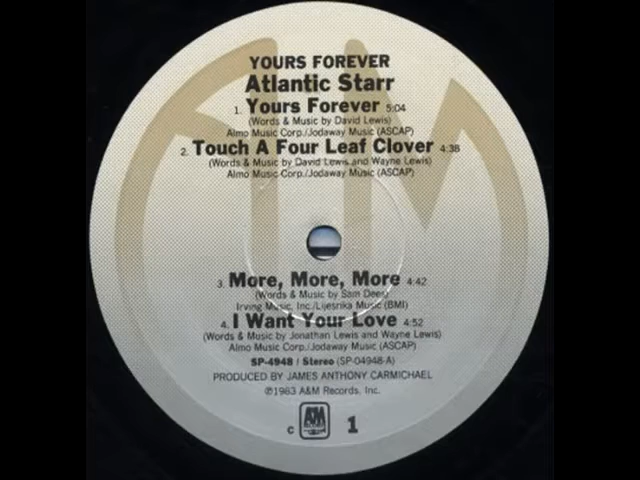 YOURS FOREVER
Atlantic Starr
1. Yours Forever 5:04
(Words & Music by David Lewis)
Almo Music Corp./Jodaway Music (ASCAP)
2. Touch A Four Leaf Clover 4:38
(Words & Music by David Lewis and Wayne Lewis)
Almo Music Corp./Jodaway Music (ASCAP)
3. More, More, More 4:42
(Words & Music by Sam Dees)
Irving Music, Inc./Lijesrika Music (BMI)
4. I Want Your Love 4:52
(Words & Music by Jonathan Lewis and Wayne Lewis)
Almo Music Corp./Jodaway Music (ASCAP)
SP-4948 / Stereo (SP-04948-A)
PRODUCED BY JAMES ANTHONY CARMICHAEL
℗1983 A&M Records, Inc.
C A&M 1